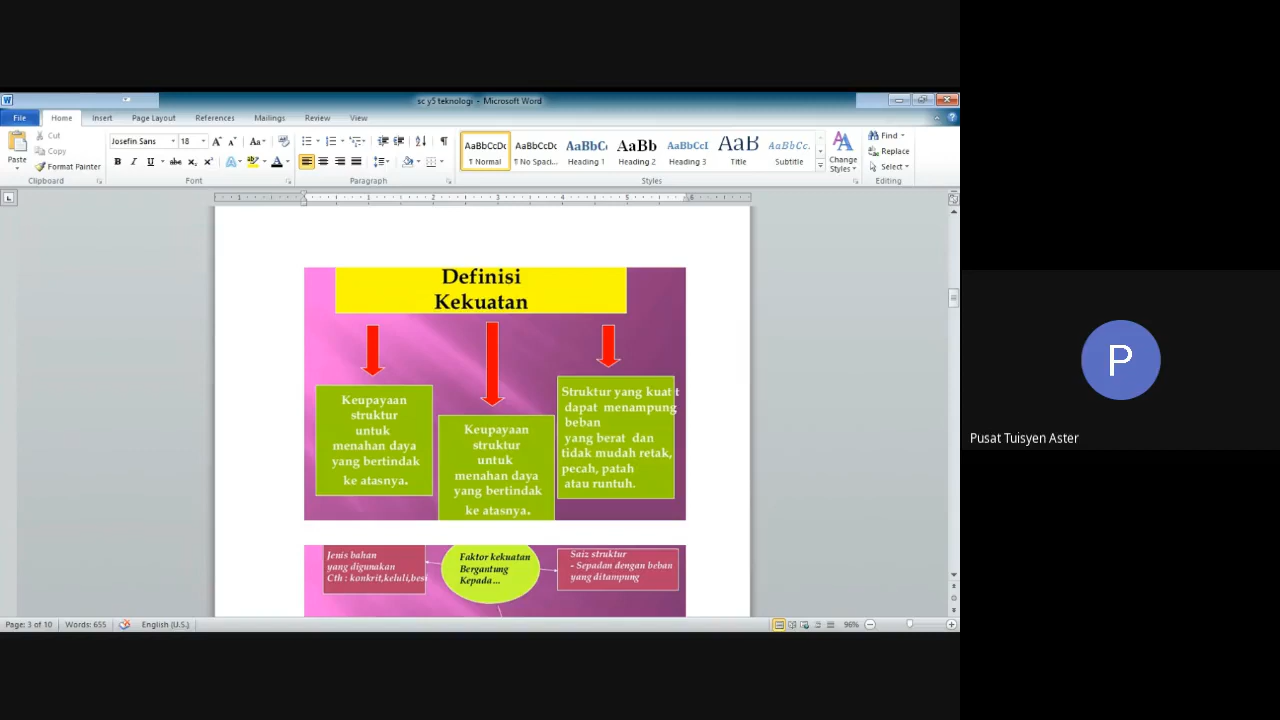 sc y5 teknologi - Microsoft Word
File Home Insert Page Layout References Mailings Review View
Cut
Copy
Format Painter
Paste
Clipboard
Josefin Sans 18
Font
Paragraph
AaBbCcDc AaBbCcDc AaBbC AaBb AaBbCcI AaB AaBbCc.
¶ Normal ¶ No Spaci... Heading 1 Heading 2 Heading 3 Title Subtitle
Styles
Change
Styles
Find
Replace
Select
Editing
Definisi
Kekuatan
Keupayaan
struktur
untuk
menahan daya
yang bertindak
ke atasnya.
Keupayaan
struktur
untuk
menahan daya
yang bertindak
ke atasnya.
Struktur yang kuat t
dapat menampung
beban
yang berat dan
tidak mudah retak,
pecah, patah
atau runtuh.
Jenis bahan
yang digunakan
Cth : konkrit,keluli,besi
Faktor kekuatan
Bergantung
Kepada...
Saiz struktur
- Sepadan dengan beban
yang ditampung
Page: 3 of 10 Words: 655 English (U.S.) 96%
P
Pusat Tuisyen Aster